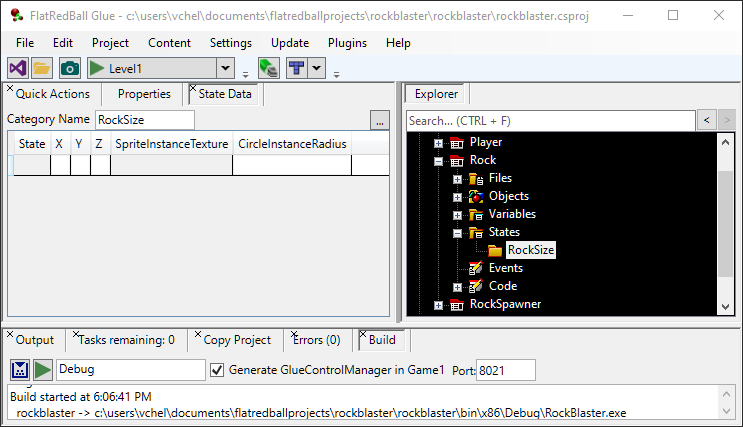 FlatRedBall Glue - c:\users\vchel\documents\flatredballprojects\rockblaster\rockblaster\rockblaster.csproj
File Edit Project Content Settings Update Plugins Help
Level1
Quick Actions Properties State Data
Category Name RockSize ...
State X Y Z SpriteInstanceTexture CircleInstanceRadius
Explorer
Search... (CTRL + F) < >
Player
Rock
Files
Objects
Variables
States
RockSize
Events
Code
RockSpawner
Output Tasks remaining: 0 Copy Project Errors (0) Build
Debug Generate GlueControlManager in Game1 Port: 8021
Build started at 6:06:41 PM
rockblaster -> c:\users\vchel\documents\flatredballprojects\rockblaster\rockblaster\bin\x86\Debug\RockBlaster.exe